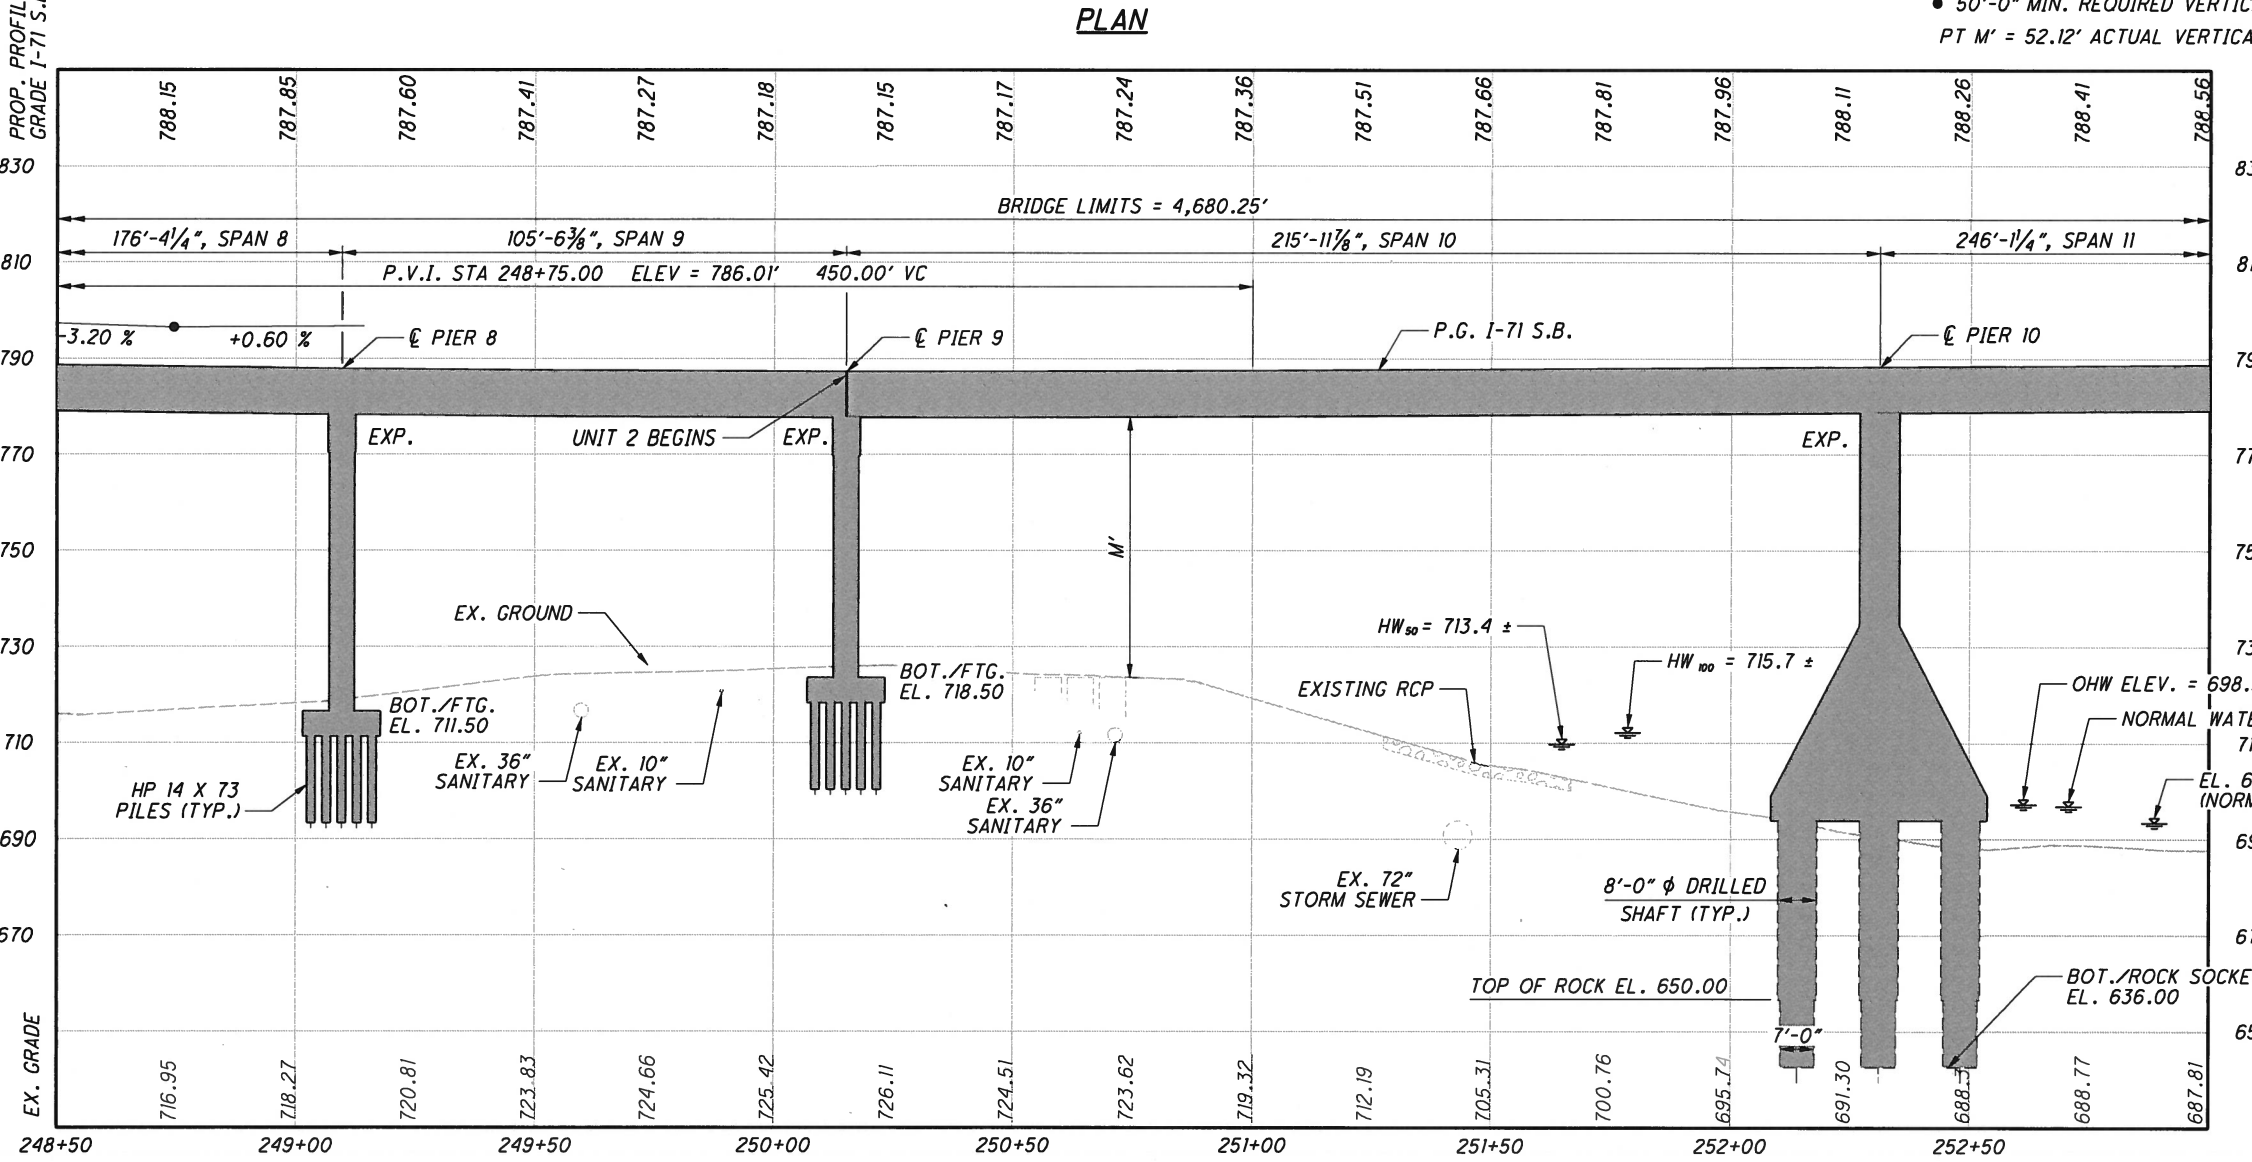 PLAN
● 50'-0" MIN. REQUIRED
PT M' = 52.12' ACTUAL
PROP. PROFIL
GRADE I-71 S.
788.15 787.85 787.60 787.41 787.27 787.18 787.15 787.17 787.24 787.36 787.51 787.66 787.81 787.96 788.11 788.26 788.41 788.56
830
BRIDGE LIMITS = 4,680.25'
176'-4¼", SPAN 8
105'-6⅜", SPAN 9
215'-11⅞", SPAN 10
246'-1¼", SPAN 11
810
P.V.I. STA 248+75.00 ELEV = 786.01' 450.00' VC
-3.20 %
+0.60 %
℄ PIER 8
℄ PIER 9
P.G. I-71 S.B.
℄ PIER 10
790
EXP.
UNIT 2 BEGINS
EXP.
EXP.
770
750
M'
EX. GROUND
HW₅₀ = 713.4 ±
730
HW₁₀₀ = 715.7 ±
BOT./FTG.
EL. 718.50
EXISTING RCP
OHW ELEV. = 698.
BOT./FTG.
EL. 711.50
NORMAL
710
EX. 36"
SANITARY
EX. 10"
SANITARY
EX. 10"
SANITARY
EX. 36"
SANITARY
HP 14 X 73
PILES (TYP.)
EL. 6
(NORM
690
EX. 72"
STORM SEWER
8'-0" ϕ DRILLED
SHAFT (TYP.)
670
TOP OF ROCK EL. 650.00
BOT./ROCK
EL. 636.00
7'-0"
EX. GRADE
716.95 718.27 720.81 723.83 724.66 725.42 726.11 724.51 723.62 719.32 712.19 705.31 700.76 695.74 691.30 688.3 688.77 687.81
248+50 249+00 249+50 250+00 250+50 251+00 251+50 252+00 252+50